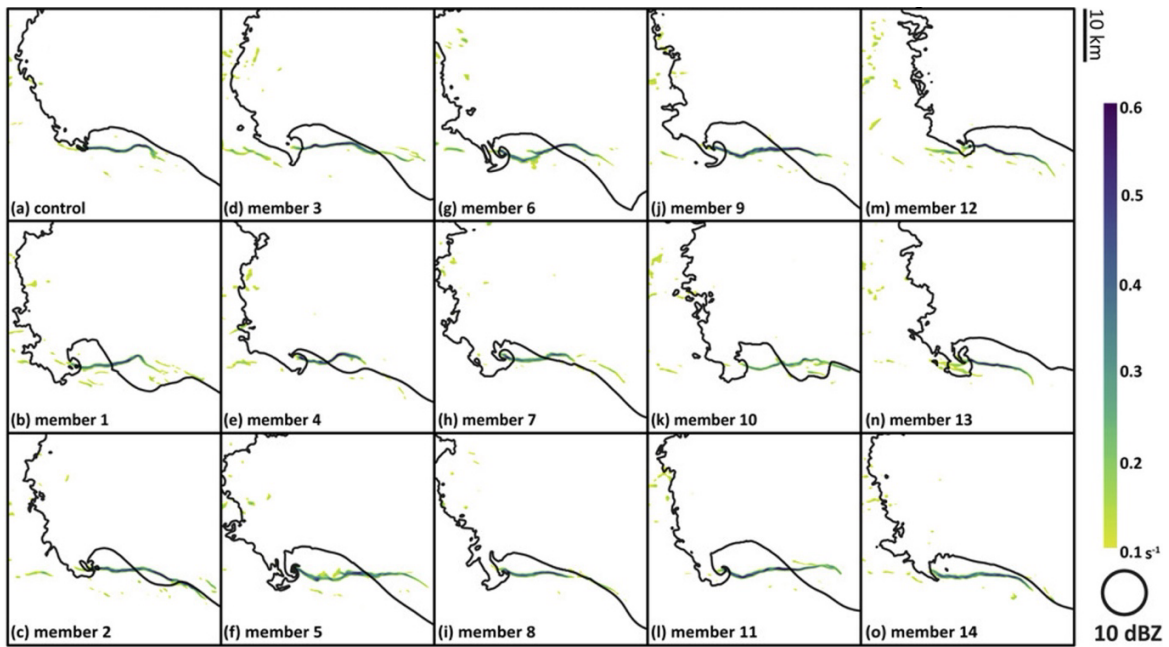 (a) control
(d) member 3
(g) member 6
(j) member 9
(m) member 12
(b) member 1
(e) member 4
(h) member 7
(k) member 10
(n) member 13
(c) member 2
(f) member 5
(i) member 8
(l) member 11
(o) member 14
10 km
0.6
0.5
0.4
0.3
0.2
0.1 s⁻¹
10 dBZ